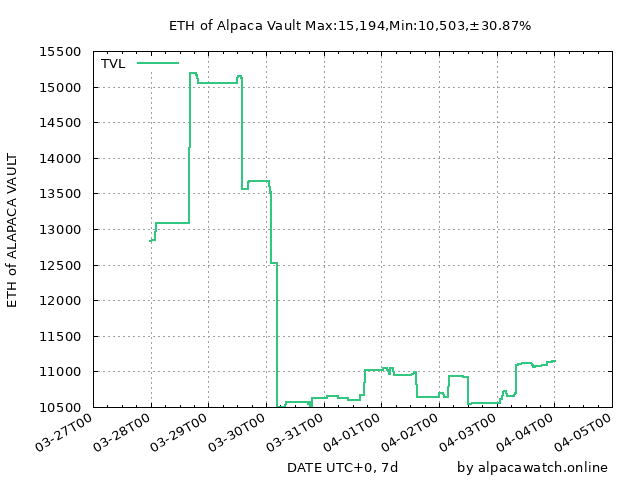 ETH of Alpaca Vault Max:15,194,Min:10,503,±30.87%
TVL
ETH of ALAPACA VAULT
15500
15000
14500
14000
13500
13000
12500
12000
11500
11000
10500
03-27T00 03-28T00 03-29T00 03-30T00 03-31T00 04-01T00 04-02T00 04-03T00 04-04T00 04-05T00
DATE UTC+0, 7d by alpacawatch.online